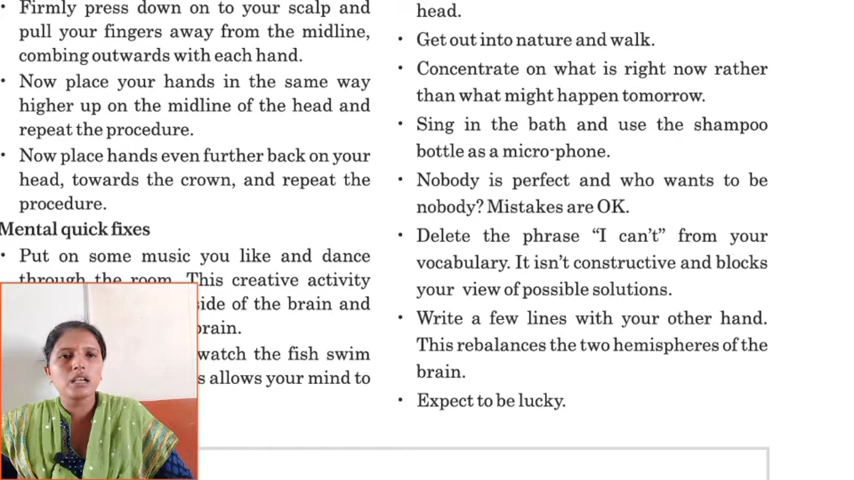 • Firmly press down on to your scalp and
pull your fingers away from the midline,
combing outwards with each hand.
• Now place your hands in the same way
higher up on the midline of the head and
repeat the procedure.
• Now place hands even further back on your
head, towards the crown, and repeat the
procedure.
Mental quick fixes
• Put on some music you like and dance
through the room. This creative activity
side of the brain and
brain.
watch the fish swim
s allows your mind to
head.
• Get out into nature and walk.
• Concentrate on what is right now rather
than what might happen tomorrow.
• Sing in the bath and use the shampoo
bottle as a micro-phone.
• Nobody is perfect and who wants to be
nobody? Mistakes are OK.
• Delete the phrase “I can’t” from your
vocabulary. It isn’t constructive and blocks
your view of possible solutions.
• Write a few lines with your other hand.
This rebalances the two hemispheres of the
brain.
• Expect to be lucky.